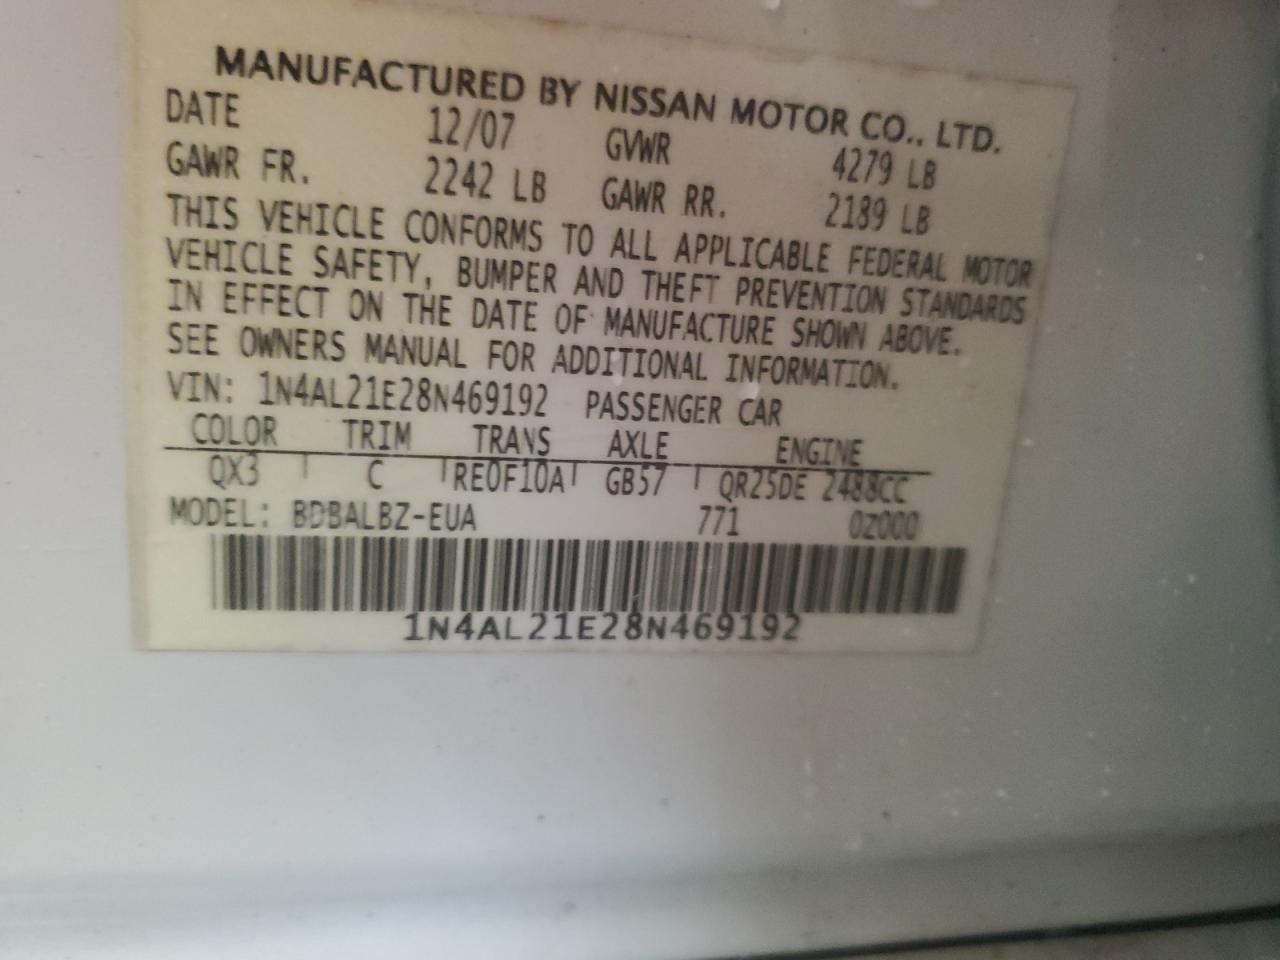 MANUFACTURED BY NISSAN MOTOR CO., LTD.
DATE 12/07 GVWR 4279 LB
GAWR FR. 2242 LB GAWR RR. 2189 LB
THIS VEHICLE CONFORMS TO ALL APPLICABLE FEDERAL MOTOR
VEHICLE SAFETY, BUMPER AND THEFT PREVENTION STANDARDS
IN EFFECT ON THE DATE OF MANUFACTURE SHOWN ABOVE.
SEE OWNERS MANUAL FOR ADDITIONAL INFORMATION.
VIN: 1N4AL21E28N469192 PASSENGER CAR
COLOR TRIM TRANS AXLE ENGINE
QX3 C RE0F10A GB57 QR25DE 2488CC
MODEL: BDBALBZ-EUA 771 0Z000
1N4AL21E28N469192